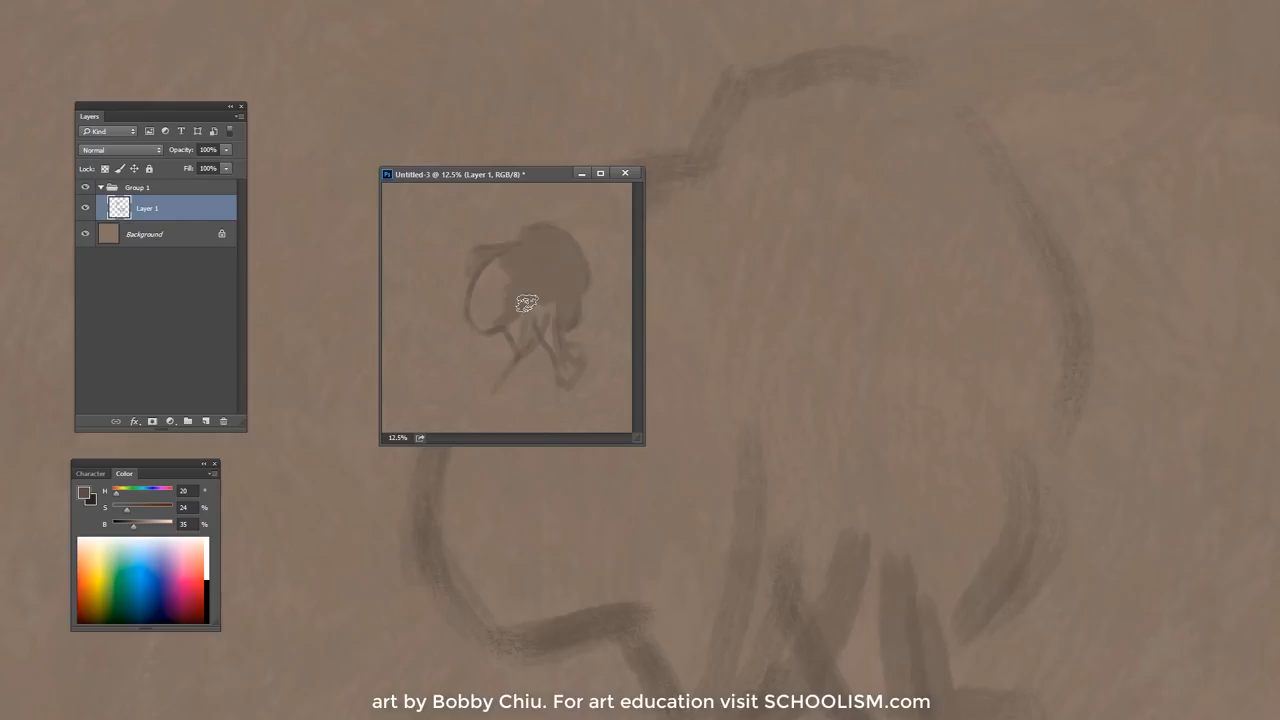 Layers
Kind
Normal
Opacity: 100%
Lock:
Fill: 100%
Group 1
Layer 1
Background
Untitled-3 @ 12.5% (Layer 1, RGB/8) *
12.5%
Character
Color
H 20 °
S 24 %
B 35 %
art by Bobby Chiu. For art education visit SCHOOLISM.com